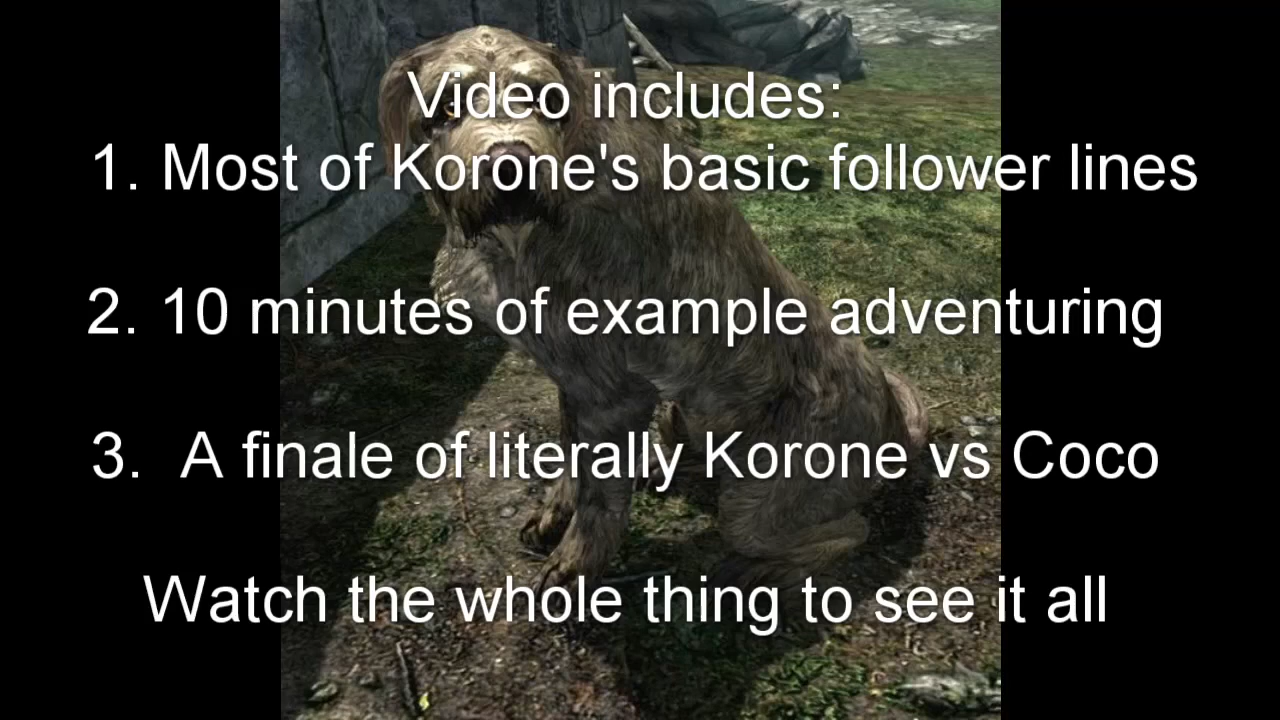 Video includes:
1. Most of Korone's basic follower lines
2. 10 minutes of example adventuring
3. A finale of literally Korone vs Coco
Watch the whole thing to see it all